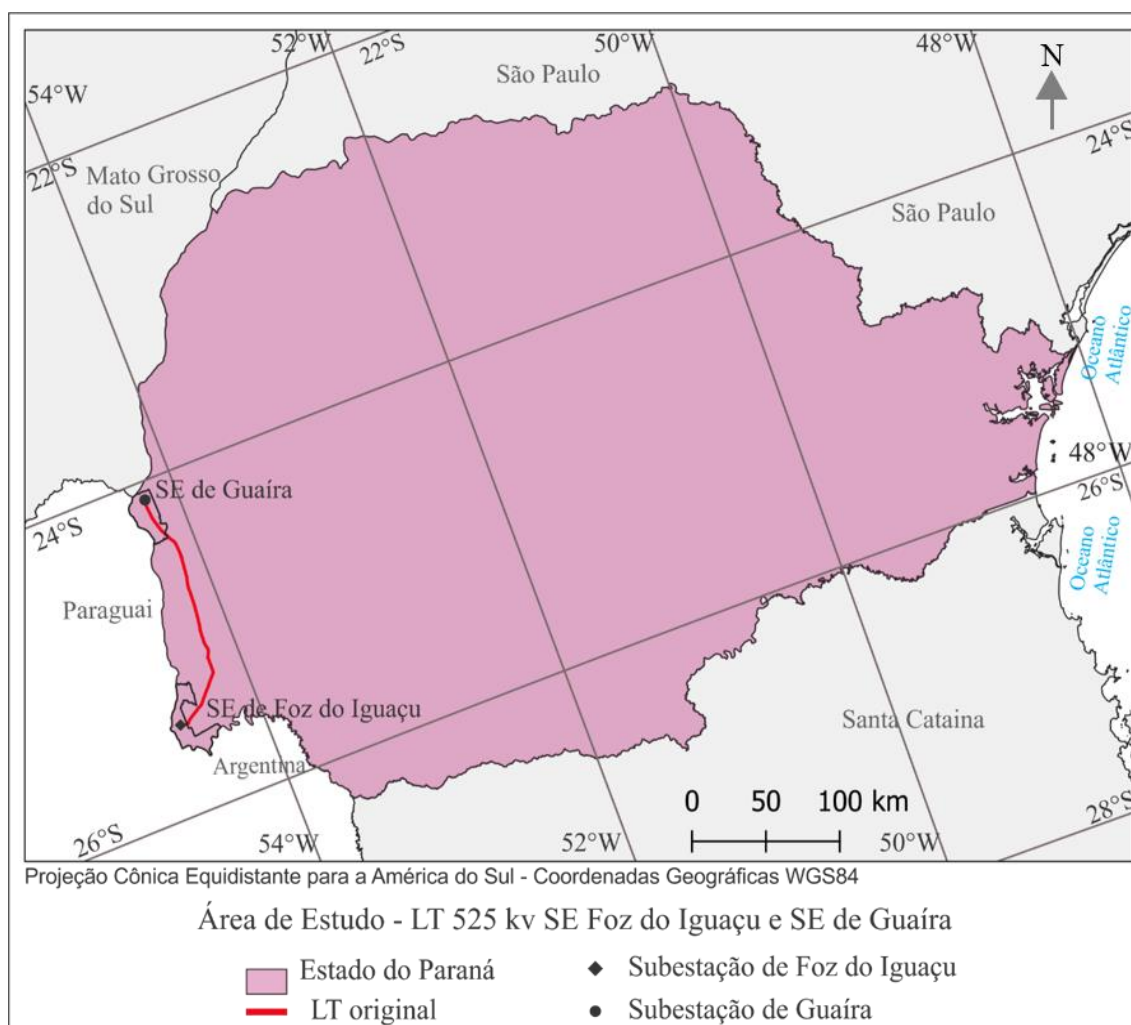 52°W
22°S
50°W
48°W
54°W
São Paulo
N
22°S
Mato Grosso
do Sul
24°S
São Paulo
Oceano
Atlântico
48°W
26°S
SE de Guaíra
24°S
Oceano
Atlântico
Paraguai
SE de Foz do Iguaçu
Santa Cataina
Argentina
0 50 100 km
26°S
54°W
52°W
50°W
28°S
Projeção Cônica Equidistante para a América do Sul - Coordenadas Geográficas WGS84
Área de Estudo - LT 525 kv SE Foz do Iguaçu e SE de Guaíra
Estado do Paraná
Subestação de Foz do Iguaçu
LT original
Subestação de Guaíra